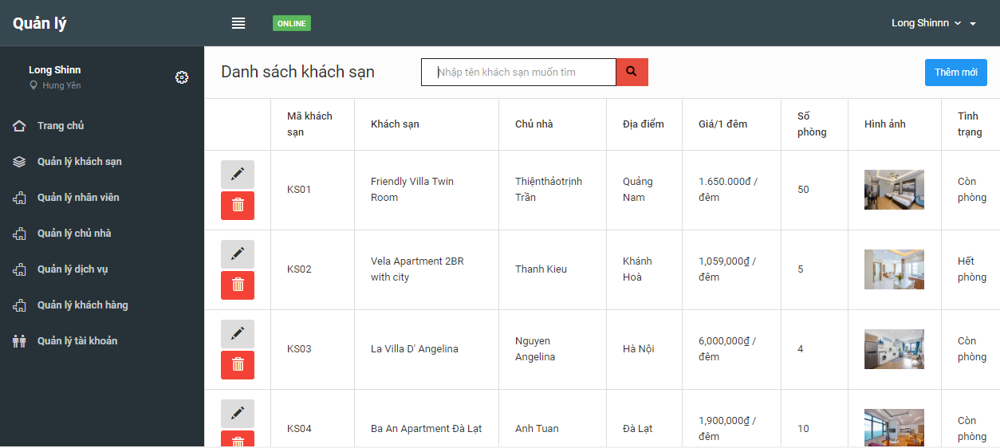 Quản lý
ONLINE
Long Shinnn
Long Shinn
Hưng Yên
Trang chủ
Quản lý khách sạn
Quản lý nhân viên
Quản lý chủ nhà
Quản lý dịch vụ
Quản lý khách hàng
Quản lý tài khoản
Danh sách khách sạn
Nhập tên khách sạn muốn tìm
Thêm mới
Mã khách
sạn
Khách sạn
Chủ nhà
Địa điểm
Giá/1 đêm
Số
phòng
Hình ảnh
Tình
trạng
KS01
Friendly Villa Twin
Room
Thiệnthảotrịnh
Trần
Quảng
Nam
1.650.000đ /
đêm
50
Còn
phòng
KS02
Vela Apartment 2BR
with city
Thanh Kieu
Khánh
Hoà
1,059,000₫ /
đêm
5
Hết
phòng
KS03
La Villa D' Angelina
Nguyen
Angelina
Hà Nội
6,000,000₫ /
đêm
4
Còn
phòng
KS04
Ba An Apartment Đà Lạt
Anh Tuan
Đà Lạt
1,900,000₫ /
đêm
10
Còn
phòng